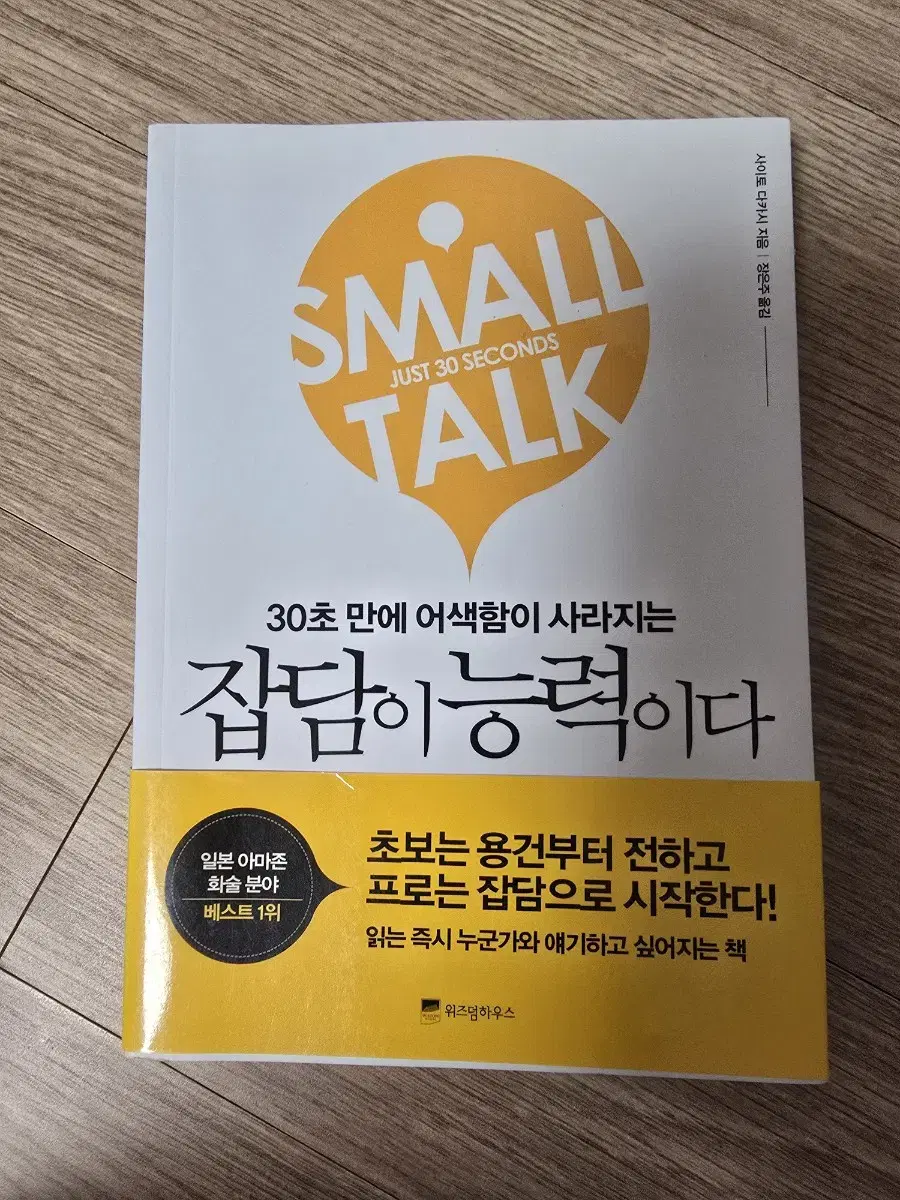 사이토 다카시 지음 | 장은주 옮김
SMALL
JUST 30 SECONDS
TALK
30초 만에 어색함이 사라지는
잡담이 능력이다
일본 아마존
화술 분야
베스트 1위
초보는 용건부터 전하고
프로는 잡담으로 시작한다!
읽는 즉시 누군가와 얘기하고 싶어지는 책
위즈덤하우스